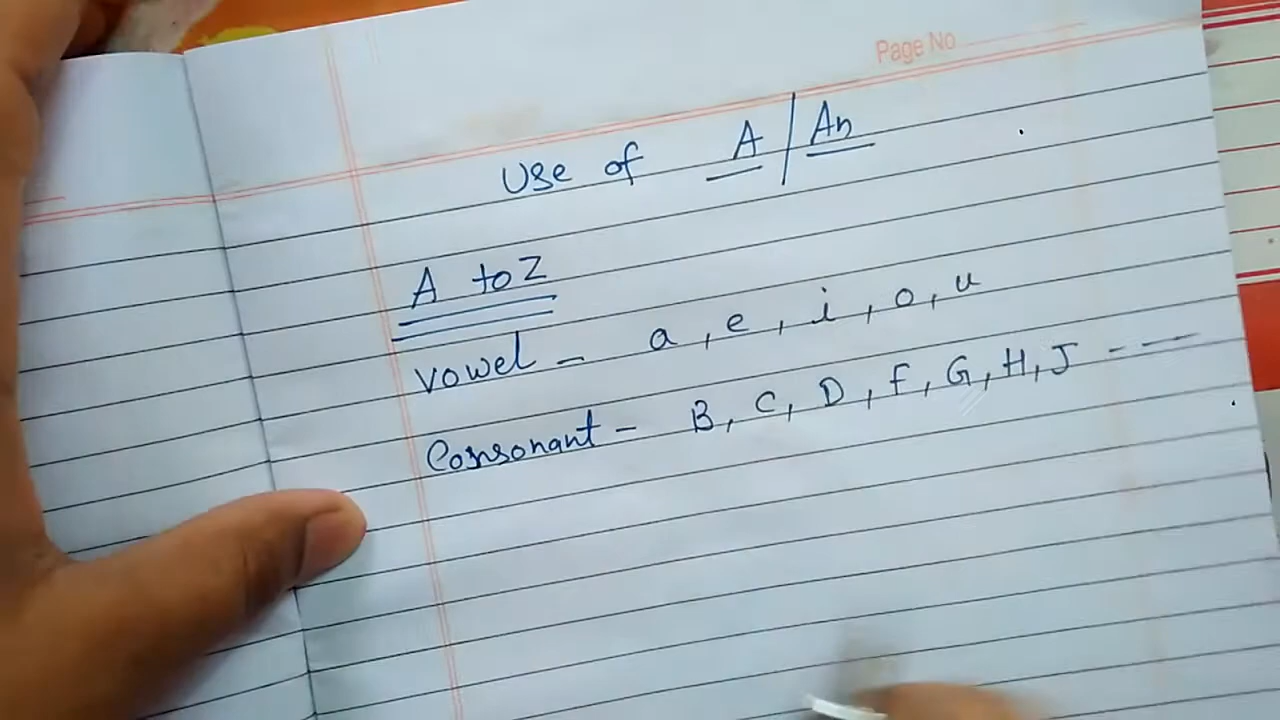 Page No
Use of A / An
A to Z
Vowel - a, e, i, o, u
Consonant - B, C, D, F, G, H, J ---